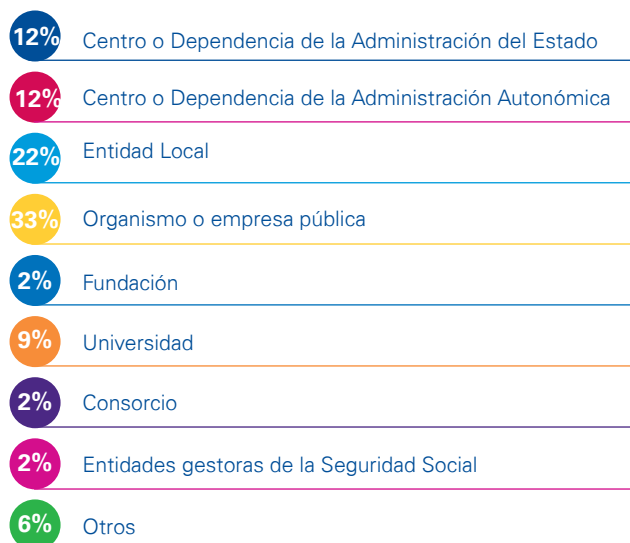 12% Centro o Dependencia de la Administración del Estado
12% Centro o Dependencia de la Administración Autonómica
22% Entidad Local
33% Organismo o empresa pública
2% Fundación
9% Universidad
2% Consorcio
2% Entidades gestoras de la Seguridad Social
6% Otros